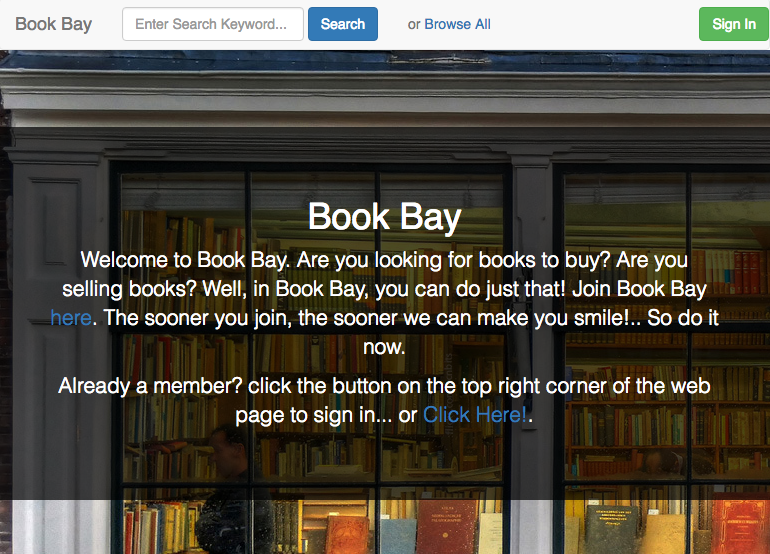 Book Bay Enter Search Keyword... Search or Browse All Sign In
Book Bay
Welcome to Book Bay. Are you looking for books to buy? Are you
selling books? Well, in Book Bay, you can do just that! Join Book Bay
here. The sooner you join, the sooner we can make you smile!.. So do it
now.
Already a member? click the button on the top right corner of the web
page to sign in... or Click Here!.